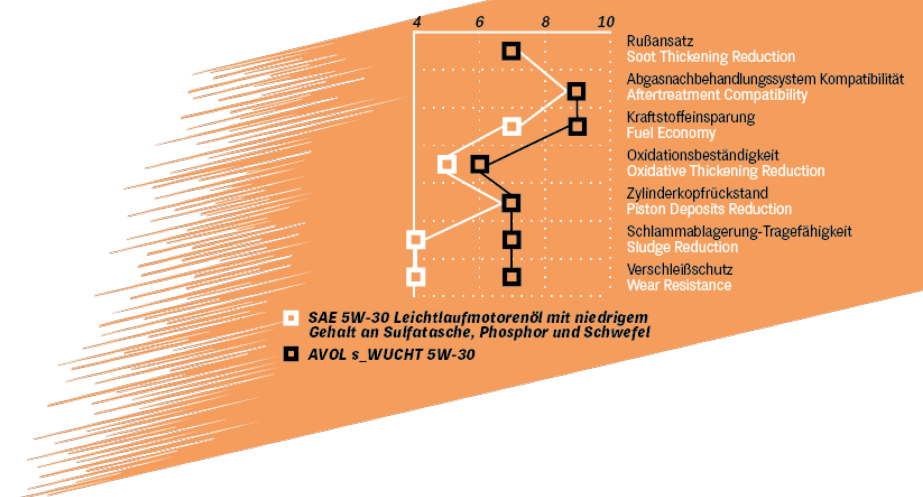 4 6 8 10
Rußansatz
Soot Thickening Reduction
Abgasnachbehandlungssystem Kompatibilität
Aftertreatment Compatibility
Kraftstoffeinsparung
Fuel Economy
Oxidationsbeständigkeit
Oxidative Thickening Reduction
Zylinderkopfrückstand
Piston Deposits Reduction
Schlammablagerung-Tragefähigkeit
Sludge Reduction
Verschleißschutz
Wear Resistance
SAE 5W-30 Leichtlaufmotorenöl mit niedrigem
Gehalt an Sulfatasche, Phosphor und Schwefel
AVOL s_WUCHT 5W-30